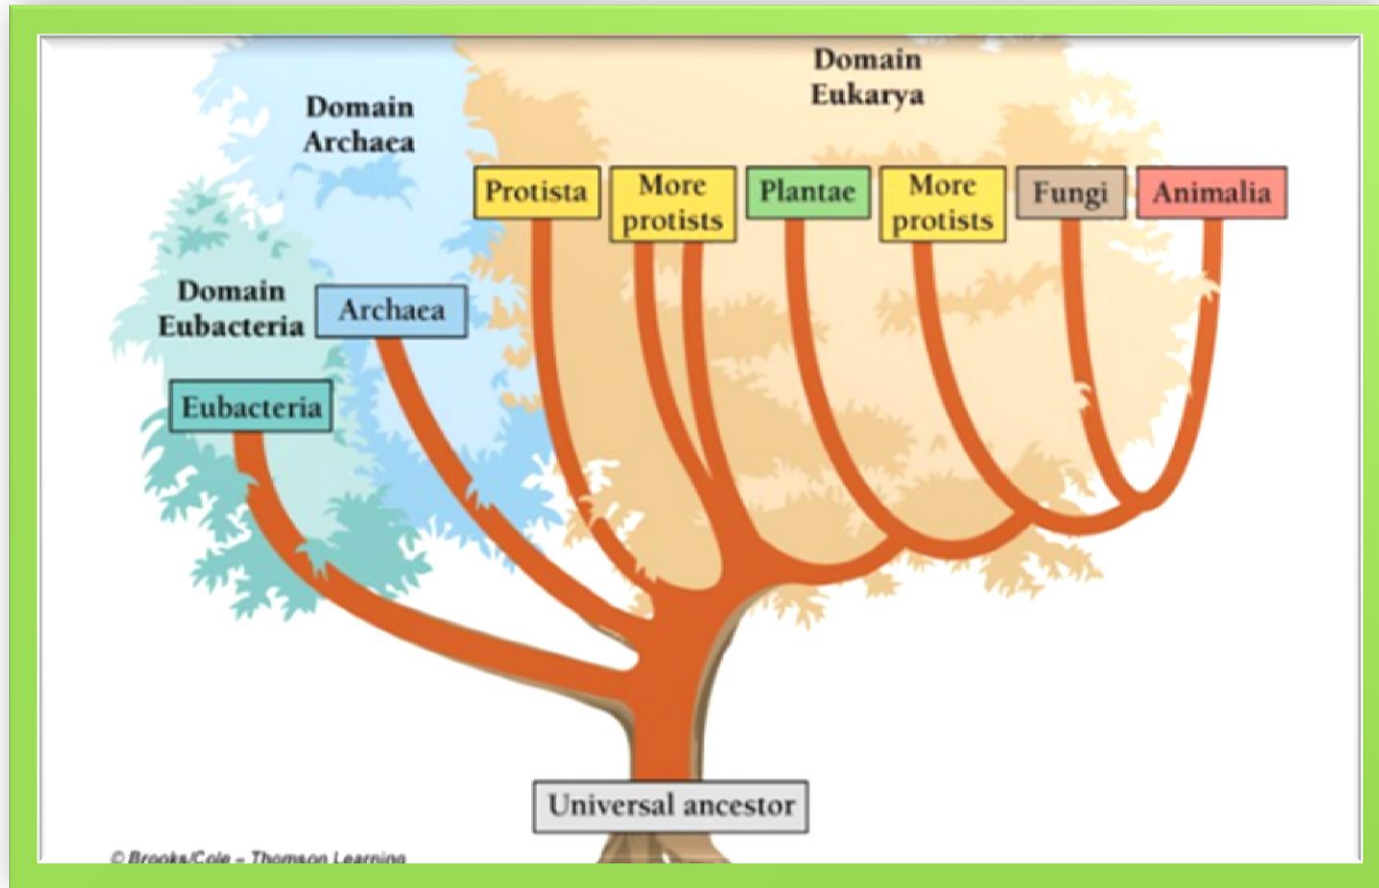 Domain
Eukarya
Domain
Archaea
Protista
More
protists
Plantae
More
protists
Fungi
Animalia
Domain
Eubacteria
Archaea
Eubacteria
Universal ancestor
© Brooks/Cole – Thomson Learning